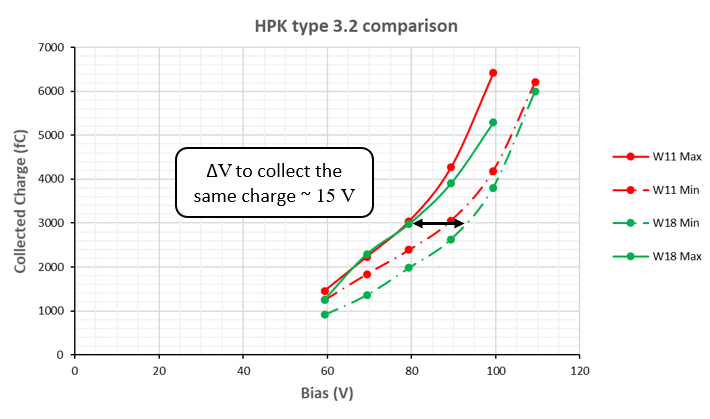 HPK type 3.2 comparison
7000
6000
5000
4000
3000
2000
1000
0
Collected Charge (fC)
ΔV to collect the
same charge ~ 15 V
0 20 40 60 80 100 120
Bias (V)
W11 Max
W11 Min
W18 Min
W18 Max